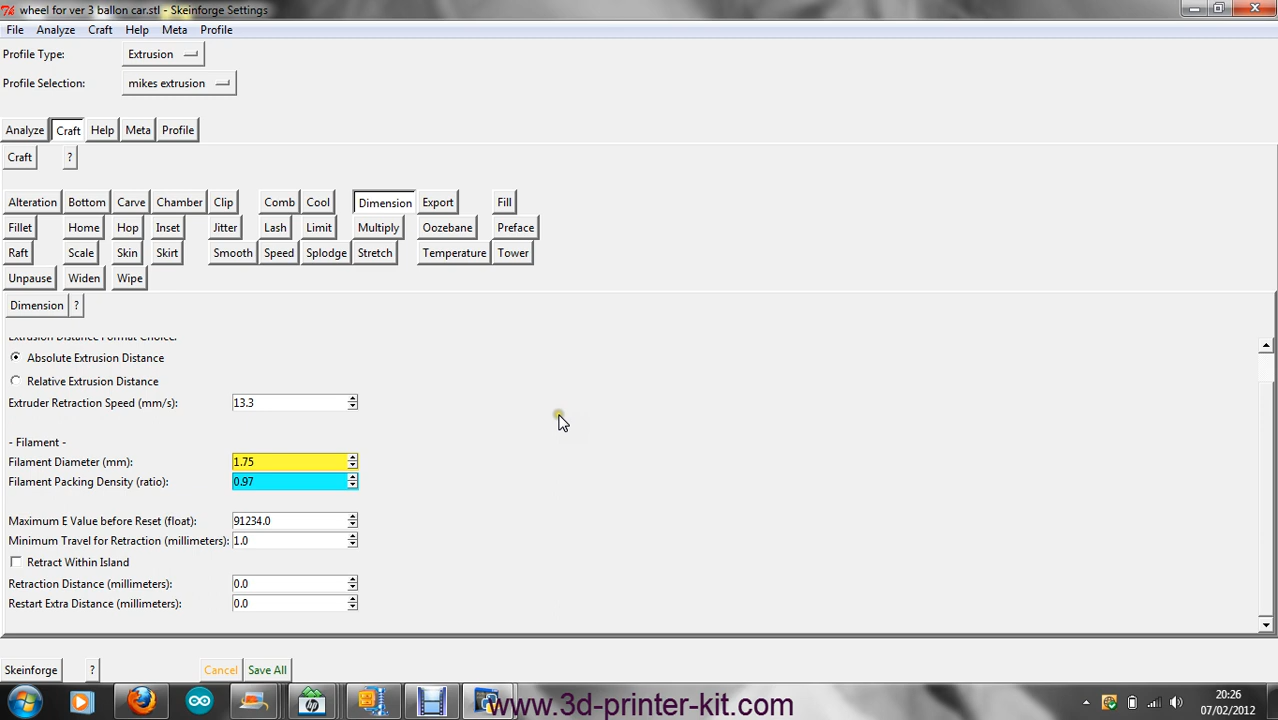 wheel for ver 3 ballon car.stl - Skeinforge Settings
File Analyze Craft Help Meta Profile
Profile Type: Extrusion
Profile Selection: mikes extrusion
Analyze Craft Help Meta Profile
Craft ?
Alteration Bottom Carve Chamber Clip Comb Cool Dimension Export Fill
Fillet Home Hop Inset Jitter Lash Limit Multiply Oozebane Preface
Raft Scale Skin Skirt Smooth Speed Splodge Stretch Temperature Tower
Unpause Widen Wipe
Dimension ?
Extrusion Distance Format Choice:
Absolute Extrusion Distance
Relative Extrusion Distance
Extruder Retraction Speed (mm/s): 13.3
- Filament -
Filament Diameter (mm): 1.75
Filament Packing Density (ratio): 0.97
Maximum E Value before Reset (float): 91234.0
Minimum Travel for Retraction (millimeters): 1.0
Retract Within Island
Retraction Distance (millimeters): 0.0
Restart Extra Distance (millimeters): 0.0
Skeinforge ? Cancel Save All
www.3d-printer-kit.com
20:26
07/02/2012